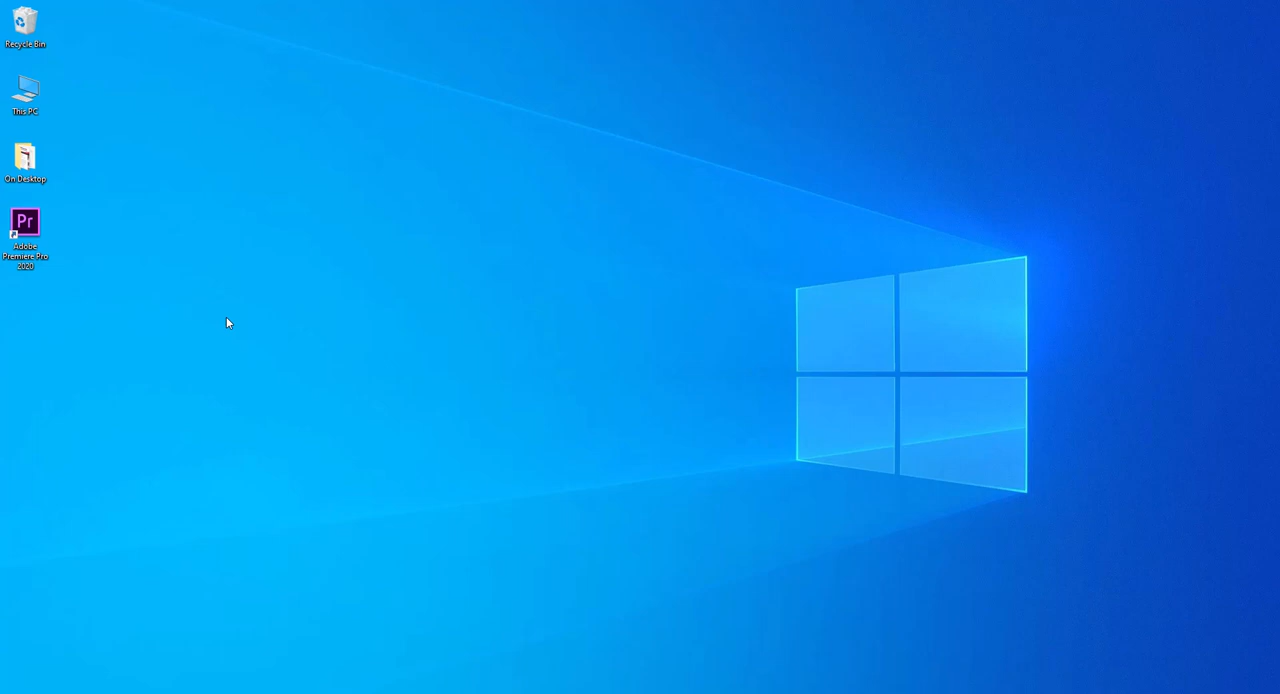 Recycle Bin
This PC
On Desktop
Pr
Adobe
Premiere Pro
2020